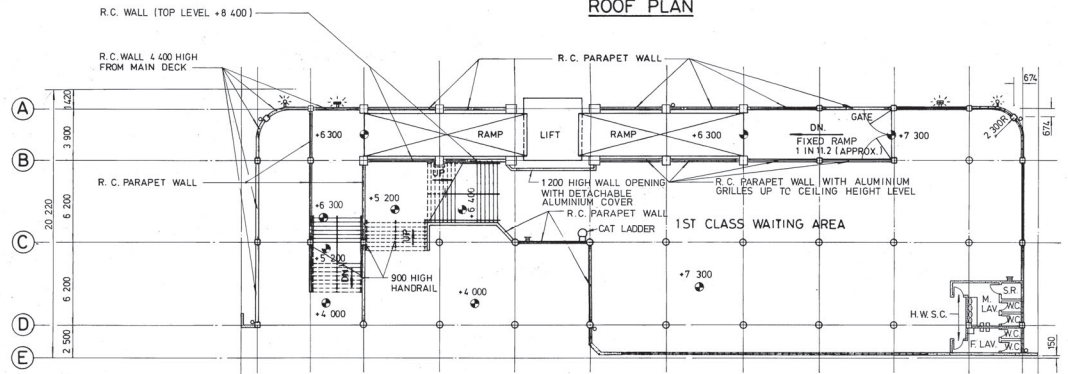 ROOF PLAN
R.C. WALL (TOP LEVEL +8 400)
R.C. WALL 4 400 HIGH
FROM MAIN DECK
R.C. PARAPET WALL
674
A
1 420
+6 300
RAMP
LIFT
RAMP
+6 300
GATE
DN.
FIXED RAMP
1 IN 11.2 (APPROX.)
+7 300
2 300R
674
3 900
B
R.C. PARAPET WALL
UP
+5 200
+6 400
1 200 HIGH WALL OPENING
WITH DETACHABLE
ALUMINIUM COVER
R.C. PARAPET WALL WITH ALUMINIUM
GRILLES UP TO CEILING HEIGHT LEVEL
20 220
6 200
+6 300
R.C. PARAPET WALL
1ST CLASS WAITING AREA
CAT LADDER
C
UP
+5 200
DN
900 HIGH
HANDRAIL
+7 300
6 200
+4 000
+4 000
H.W.S.C.
M.
LAV.
S.R.
W.C.
W.C.
D
F. LAV.
W.C.
W.C.
2 500
E
150